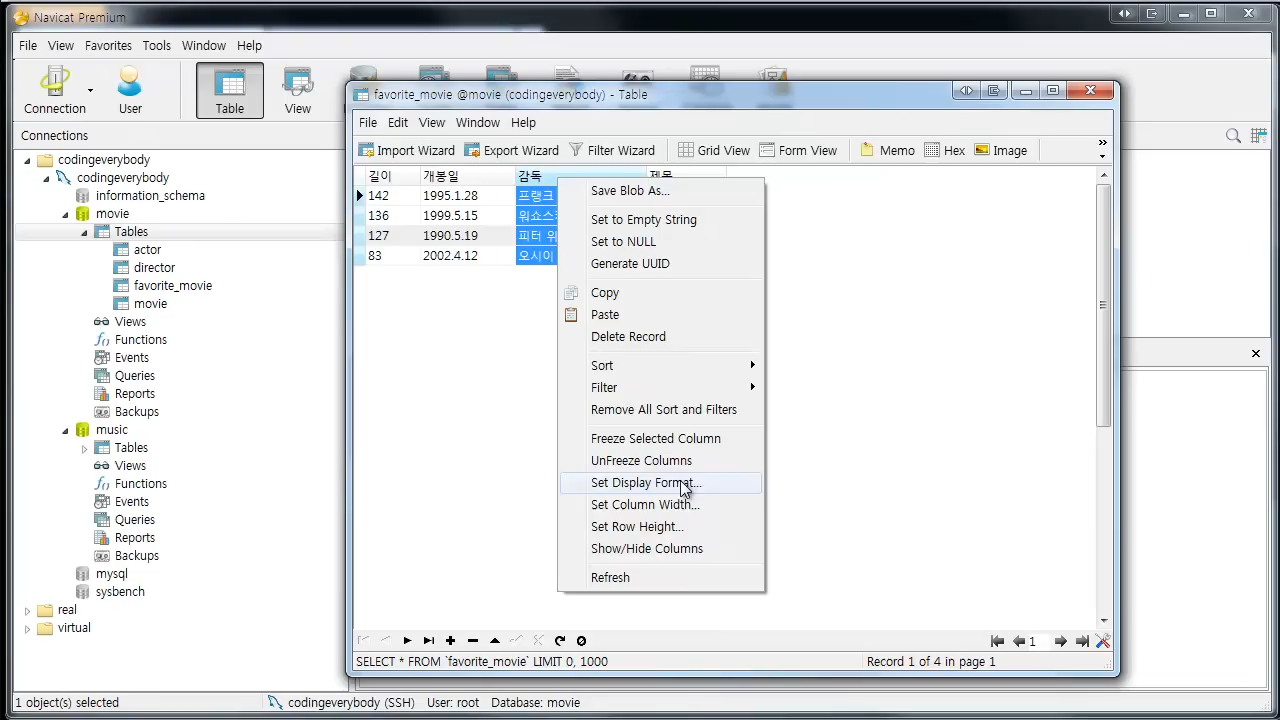 Navicat Premium
File View Favorites Tools Window Help
Connection User Table View
Connections
codingeverybody
codingeverybody
information_schema
movie
Tables
actor
director
favorite_movie
movie
Views
Functions
Events
Queries
Reports
Backups
music
Tables
Views
Functions
Events
Queries
Reports
Backups
mysql
sysbench
real
virtual
1 object(s) selected codingeverybody (SSH) User: root Database: movie
favorite_movie @movie (codingeverybody) - Table
File Edit View Window Help
Import Wizard Export Wizard Filter Wizard Grid View Form View Memo Hex Image
길이 개봉일 감독 제목
142 1995.1.28 프랭크
136 1999.5.15 워쇼스
127 1990.5.19 피터 위
83 2002.4.12 오시이
Save Blob As...
Set to Empty String
Set to NULL
Generate UUID
Copy
Paste
Delete Record
Sort
Filter
Remove All Sort and Filters
Freeze Selected Column
UnFreeze Columns
Set Display Format...
Set Column Width...
Set Row Height...
Show/Hide Columns
Refresh
1
SELECT * FROM `favorite_movie` LIMIT 0, 1000 Record 1 of 4 in page 1